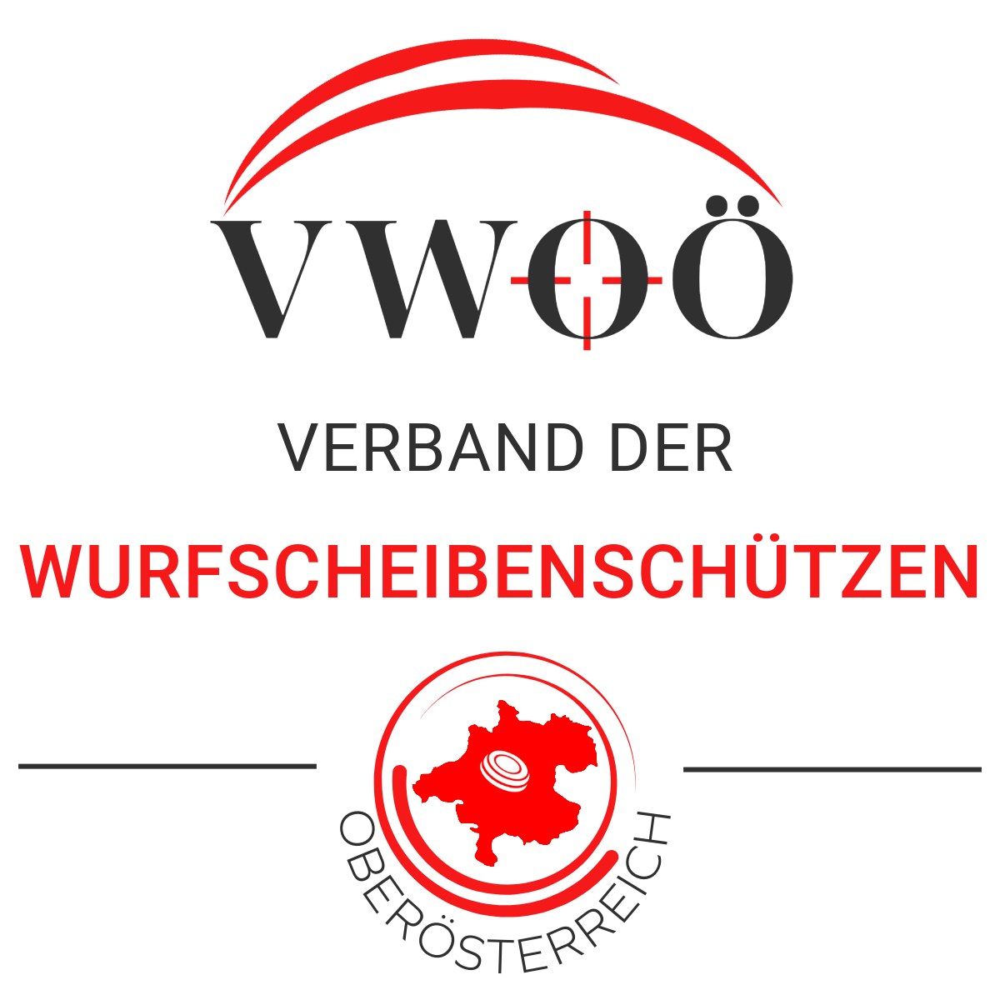 VWOÖ
VERBAND DER
WURFSCHEIBENSCHÜTZEN
OBERÖSTERREICH